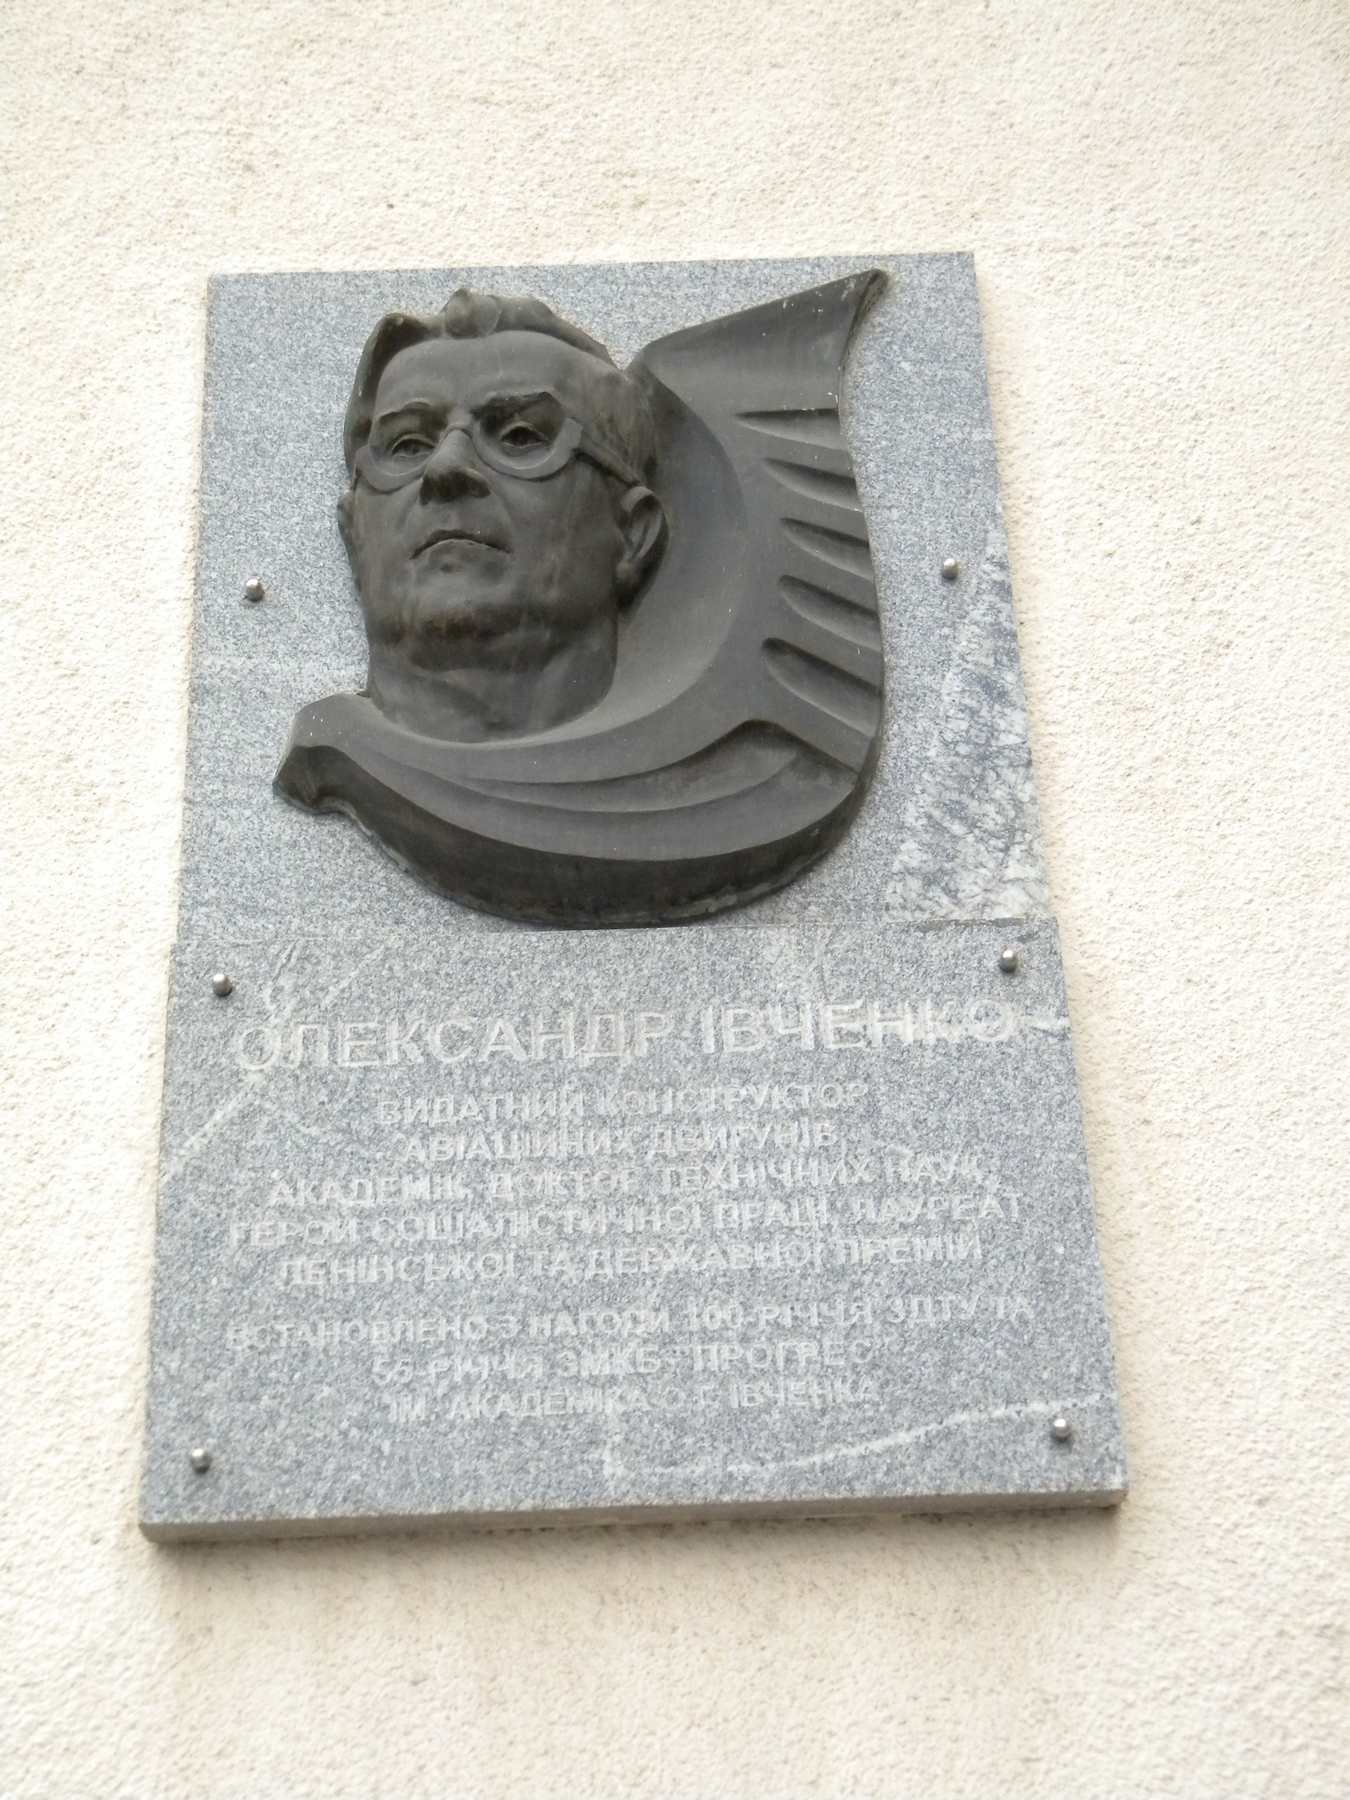 ОЛЕКСАНДР ІВЧЕНКО
ВИДАТНИЙ КОНСТРУКТОР
АВІАЦІЙНИХ ДВИГУНІВ,
АКАДЕМІК, ДОКТОР ТЕХНІЧНИХ НАУК,
ГЕРОЙ СОЦІАЛІСТИЧНОЇ ПРАЦІ, ЛАУРЕАТ
ЛЕНІНСЬКОЇ ТА ДЕРЖАВНОЇ ПРЕМІЙ
ВСТАНОВЛЕНО З НАГОДИ 100-РІЧЧЯ ЗДТУ ТА
55-РІЧЧЯ ЗМКБ "ПРОГРЕС"
ІМ. АКАДЕМІКА О.Г. ІВЧЕНКА